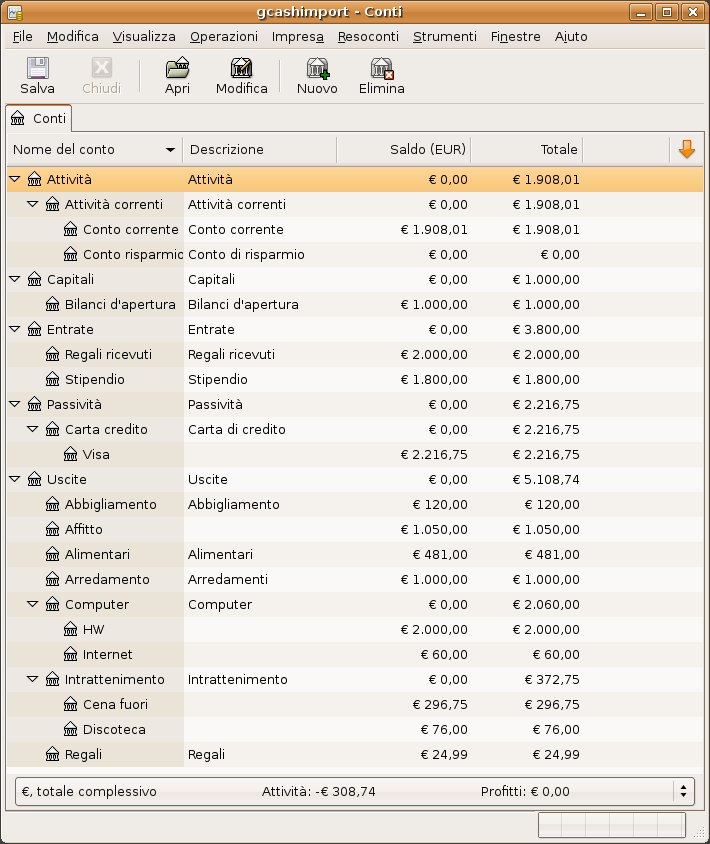 gcashimport - Conti
File Modifica Visualizza Operazioni Impresa Resoconti Strumenti Finestre Aiuto
Salva Chiudi Apri Modifica Nuovo Elimina
Conti
Nome del conto Descrizione Saldo (EUR) Totale
Attività Attività € 0,00 € 1.908,01
Attività correnti Attività correnti € 0,00 € 1.908,01
Conto corrente Conto corrente € 1.908,01 € 1.908,01
Conto risparmio Conto di risparmio € 0,00 € 0,00
Capitali Capitali € 0,00 € 1.000,00
Bilanci d'apertura Bilanci d'apertura € 1.000,00 € 1.000,00
Entrate Entrate € 0,00 € 3.800,00
Regali ricevuti Regali ricevuti € 2.000,00 € 2.000,00
Stipendio Stipendio € 1.800,00 € 1.800,00
Passività Passività € 0,00 € 2.216,75
Carta credito Carta di credito € 0,00 € 2.216,75
Visa € 2.216,75 € 2.216,75
Uscite Uscite € 0,00 € 5.108,74
Abbigliamento Abbigliamento € 120,00 € 120,00
Affitto € 1.050,00 € 1.050,00
Alimentari Alimentari € 481,00 € 481,00
Arredamento Arredamenti € 1.000,00 € 1.000,00
Computer Computer € 0,00 € 2.060,00
HW € 2.000,00 € 2.000,00
Internet € 60,00 € 60,00
Intrattenimento Intrattenimento € 0,00 € 372,75
Cena fuori € 296,75 € 296,75
Discoteca € 76,00 € 76,00
Regali Regali € 24,99 € 24,99
€, totale complessivo Attività: -€ 308,74 Profitti: € 0,00